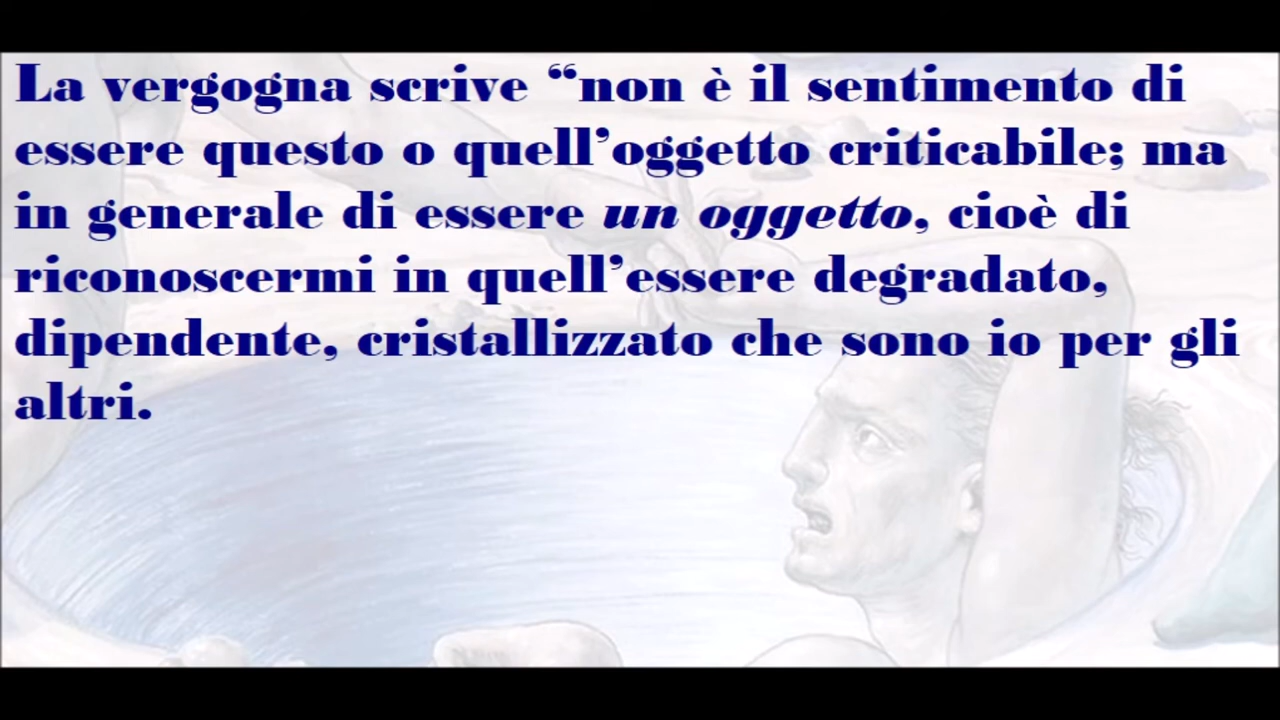 La vergogna scrive “non è il sentimento di
essere questo o quell’oggetto criticabile; ma
in generale di essere un oggetto, cioè di
riconoscermi in quell’essere degradato,
dipendente, cristallizzato che sono io per gli
altri.